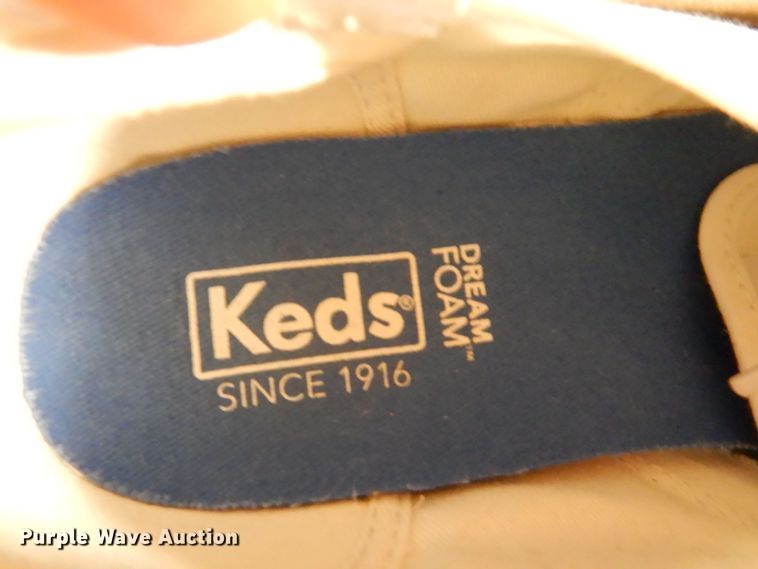 Keds®
SINCE 1916
DREAM
FOAM™
Purple Wave Auction